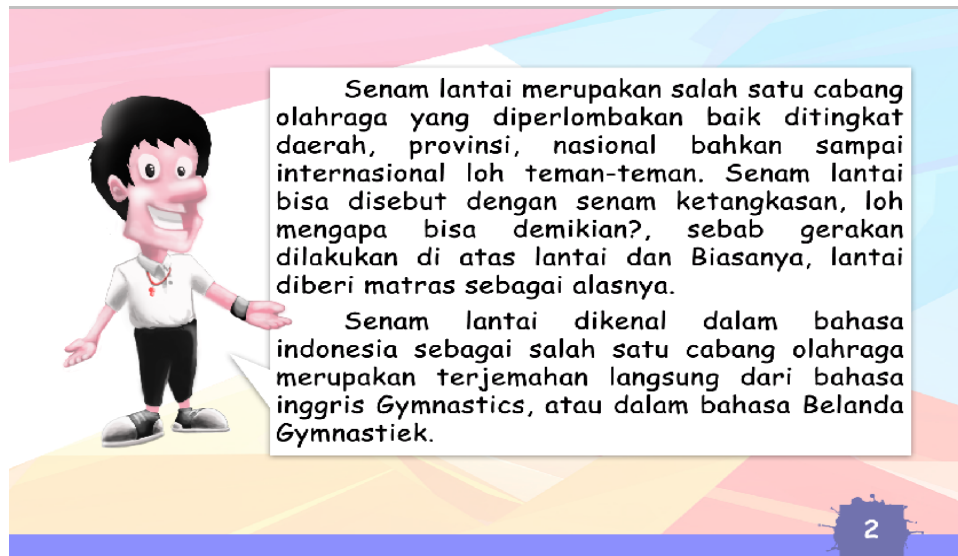 Senam lantai merupakan salah satu cabang
olahraga yang diperlombakan baik ditingkat
daerah, provinsi, nasional bahkan sampai
internasional loh teman-teman. Senam lantai
bisa disebut dengan senam ketangkasan, loh
mengapa bisa demikian?, sebab gerakan
dilakukan di atas lantai dan Biasanya, lantai
diberi matras sebagai alasnya.
Senam lantai dikenal dalam bahasa
indonesia sebagai salah satu cabang olahraga
merupakan terjemahan langsung dari bahasa
inggris Gymnastics, atau dalam bahasa Belanda
Gymnastiek.
2